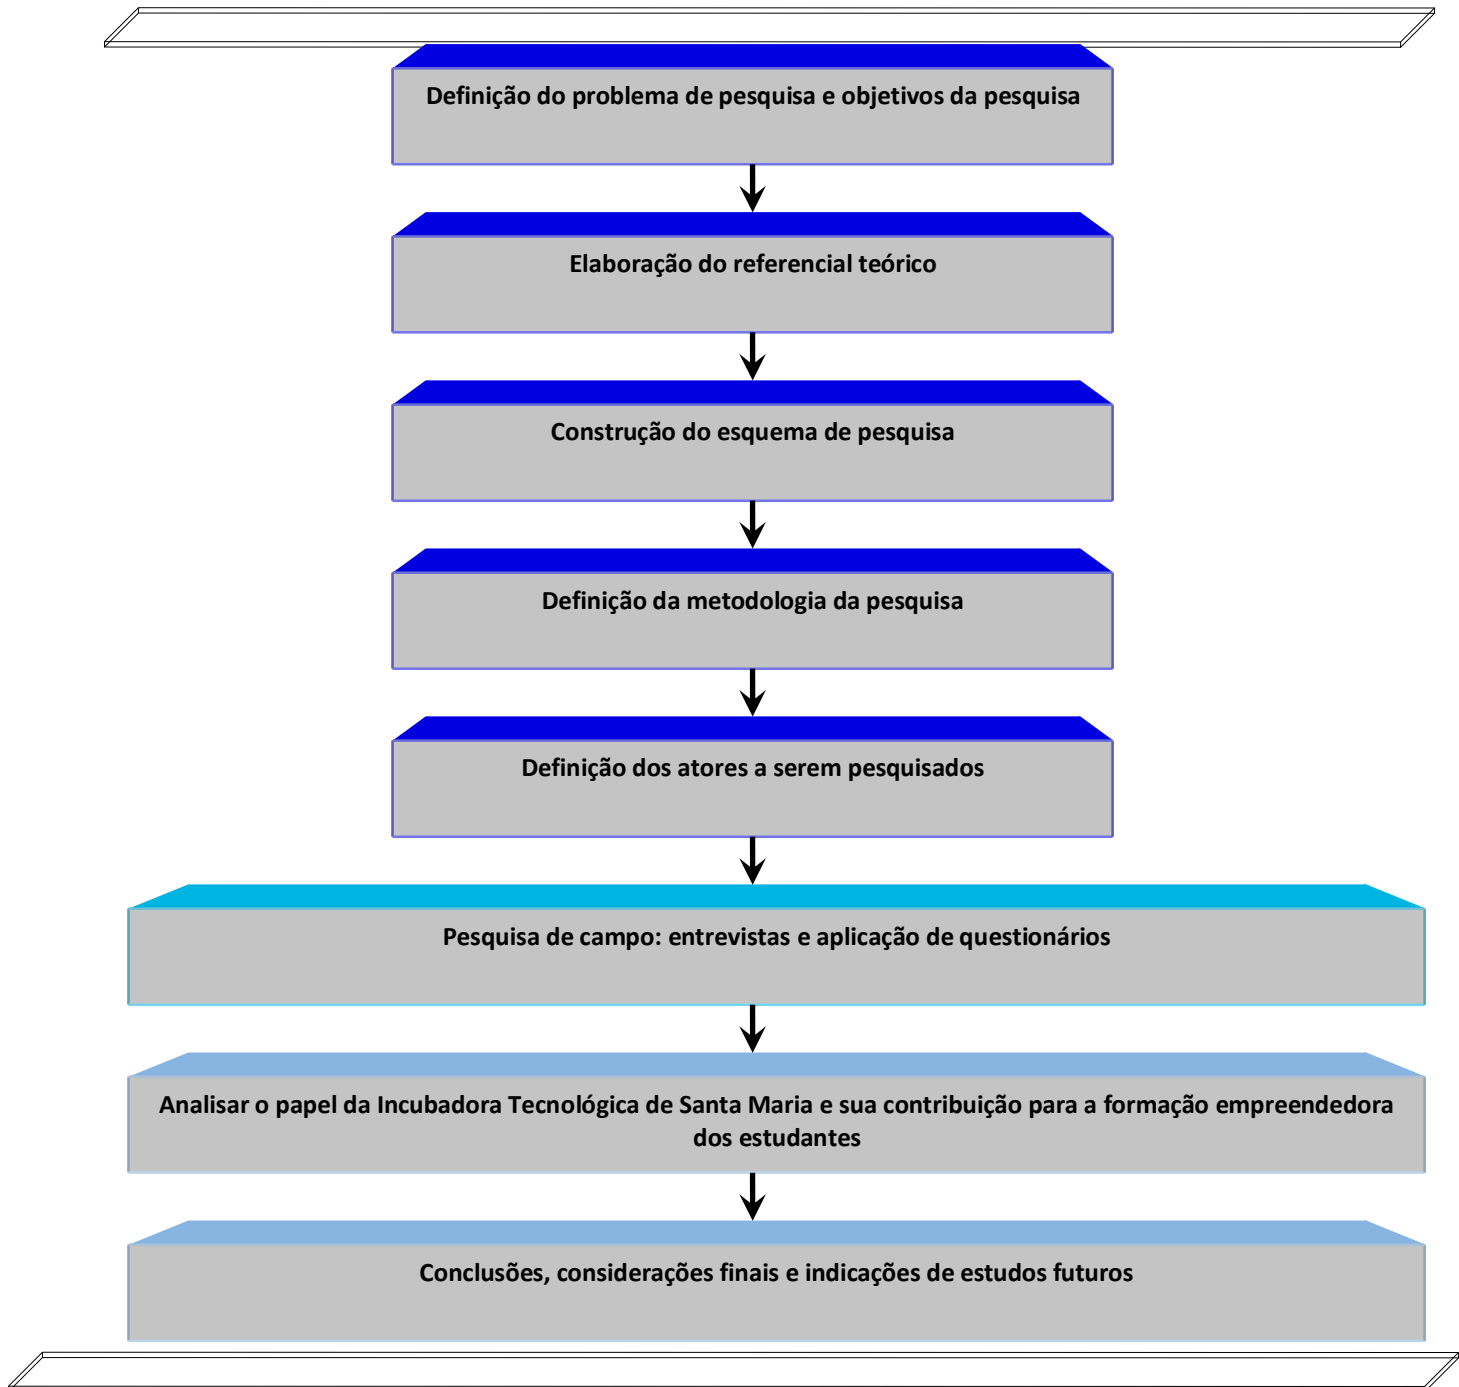 Definição do problema de pesquisa e objetivos da pesquisa
Elaboração do referencial teórico
Construção do esquema de pesquisa
Definição da metodologia da pesquisa
Definição dos atores a serem pesquisados
Pesquisa de campo: entrevistas e aplicação de questionários
Analisar o papel da Incubadora Tecnológica de Santa Maria e sua contribuição para a formação empreendedora
dos estudantes
Conclusões, considerações finais e indicações de estudos futuros